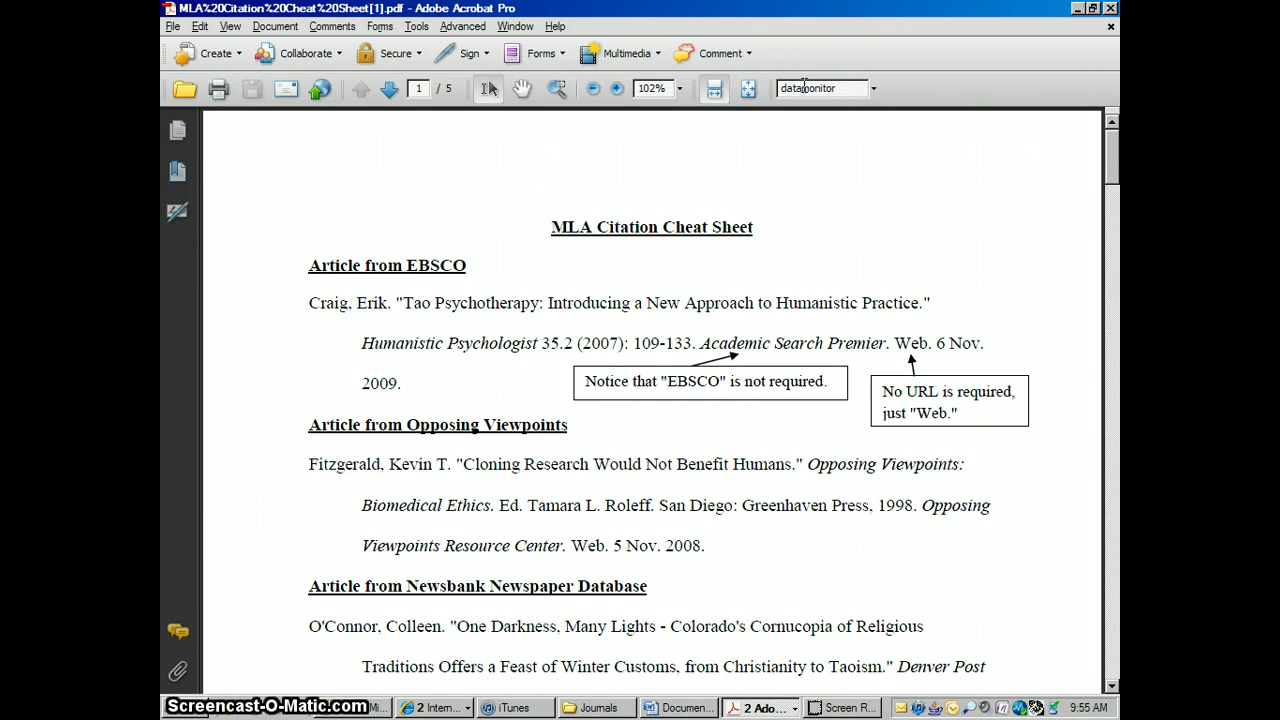 MLA%20Citation%20Cheat%20Sheet[1].pdf - Adobe Acrobat Pro
File Edit View Document Comments Forms Tools Advanced Window Help
Create Collaborate Secure Sign Forms Multimedia Comment
1 / 5 102% datamonitor
MLA Citation Cheat Sheet
Article from EBSCO
Craig, Erik. "Tao Psychotherapy: Introducing a New Approach to Humanistic Practice."
Humanistic Psychologist 35.2 (2007): 109-133. Academic Search Premier. Web. 6 Nov.
2009.
Notice that "EBSCO" is not required.
No URL is required,
just "Web."
Article from Opposing Viewpoints
Fitzgerald, Kevin T. "Cloning Research Would Not Benefit Humans." Opposing Viewpoints:
Biomedical Ethics. Ed. Tamara L. Roleff. San Diego: Greenhaven Press, 1998. Opposing
Viewpoints Resource Center. Web. 5 Nov. 2008.
Article from Newsbank Newspaper Database
O'Connor, Colleen. "One Darkness, Many Lights - Colorado's Cornucopia of Religious
Traditions Offers a Feast of Winter Customs, from Christianity to Taoism." Denver Post
Screencast-O-Matic.com Mi... 2 Intern... iTunes Journals Documen... 2 Ado... Screen R... 9:55 AM